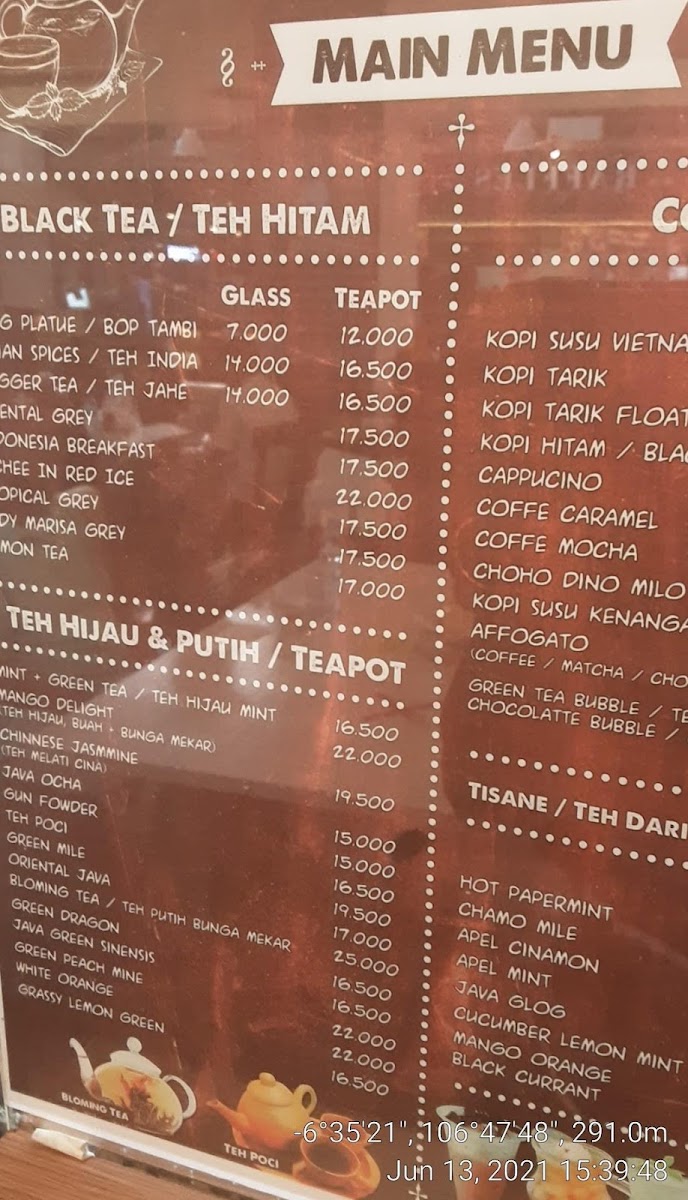 MAIN MENU
BLACK TEA / TEH HITAM
GLASS TEAPOT
G PLATUE / BOP TAMBI 7.000 12.000
IAN SPICES / TEH INDIA 14.000 16.500
GGER TEA / TEH JAHE 14.000 16.500
ENTAL GREY 17.500
DONESIA BREAKFAST 17.500
CHEE IN RED ICE 22.000
OPICAL GREY 17.500
DY MARISA GREY 17.500
MON TEA 17.000
TEH HIJAU & PUTIH / TEAPOT
MINT + GREEN TEA / TEH HIJAU MINT 16.500
MANGO DELIGHT 22.000
(TEH HIJAU, BUAH + BUNGA MEKAR)
CHINNESE JASMMINE 19.500
(TEH MELATI CINA)
JAVA OCHA 15.000
GUN FOWDER 15.000
TEH POCI 16.500
GREEN MILE 19.500
ORIENTAL JAVA 17.000
BLOMING TEA / TEH PUTIH BUNGA MEKAR 25.000
GREEN DRAGON 16.500
JAVA GREEN SINENSIS 16.500
GREEN PEACH MINE 22.000
WHITE ORANGE 22.000
GRASSY LEMON GREEN 16.500
BLOMING TEA
TEH POCI
CO
KOPI SUSU VIETNA
KOPI TARIK
KOPI TARIK FLOAT
KOPI HITAM / BLA
CAPPUCINO
COFFE CARAMEL
COFFE MOCHA
CHOHO DINO MILO
KOPI SUSU KENANGA
AFFOGATO
(COFFEE / MATCHA / CHO
GREEN TEA BUBBLE / TE
CHOCOLATTE BUBBLE /
TISANE / TEH DARI
HOT PAPERMINT
CHAMO MILE
APEL CINAMON
APEL MINT
JAVA GLOG
CUCUMBER LEMON MINT
MANGO ORANGE
BLACK CURRANT
-6°35'21", 106°47'48", 291.0m
Jun 13, 2021 15:39:48